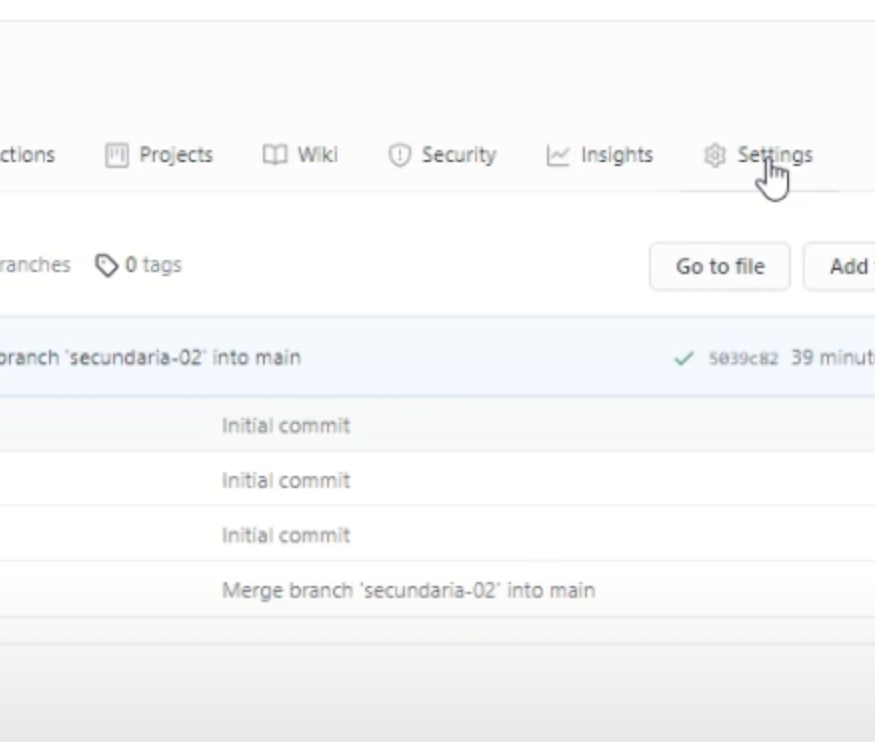 ctions Projects Wiki Security Insights Settings
ranches 0 tags Go to file Add
branch 'secundaria-02' into main 5039c82 39 minut
Initial commit
Initial commit
Initial commit
Merge branch 'secundaria-02' into main